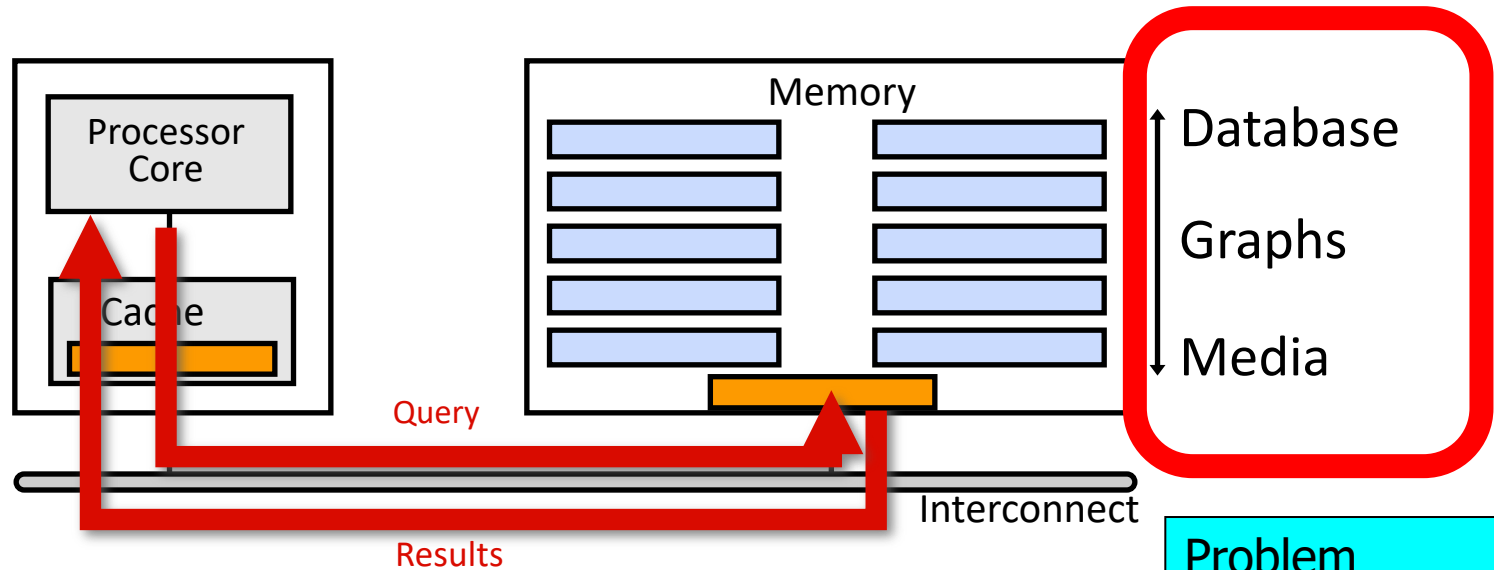 Processor
Core
Cache
Memory
Database
Graphs
Media
Query
Interconnect
Results
Problem